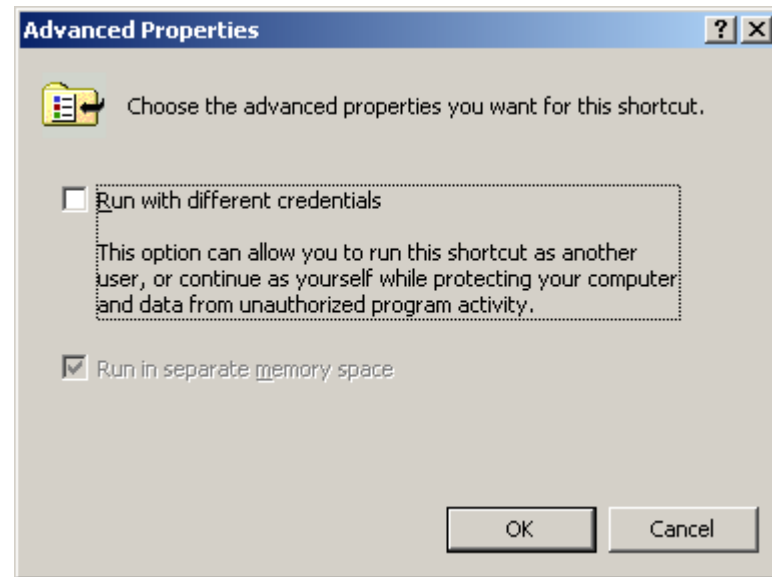 Advanced Properties
Choose the advanced properties you want for this shortcut.
Run with different credentials
This option can allow you to run this shortcut as another
user, or continue as yourself while protecting your computer
and data from unauthorized program activity.
Run in separate memory space
OK
Cancel